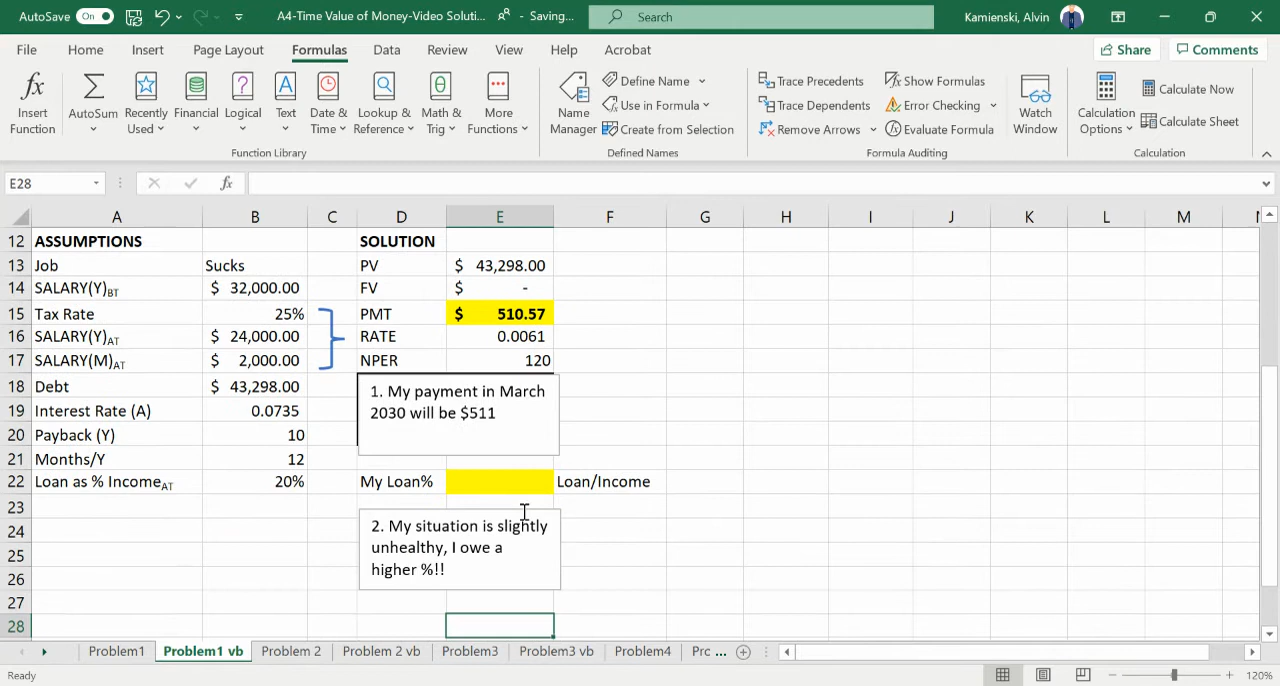 AutoSave On A4-Time Value of Money-Video Soluti... - Saving... Search Kamienski, Alvin
File Home Insert Page Layout Formulas Data Review View Help Acrobat Share Comments
Insert Function AutoSum Recently Used Financial Logical Text Date & Time Lookup & Reference Math & Trig More Functions
Function Library
Name Manager Define Name Use in Formula Create from Selection
Defined Names
Trace Precedents Trace Dependents Remove Arrows Show Formulas Error Checking Evaluate Formula
Formula Auditing
Watch Window
Calculation Options Calculate Now Calculate Sheet
Calculation
E28 fx
A B C D E F G H I J K L M
12 ASSUMPTIONS SOLUTION
13 Job Sucks PV $ 43,298.00
14 SALARY(Y)BT $ 32,000.00 FV $ -
15 Tax Rate 25% PMT $ 510.57
16 SALARY(Y)AT $ 24,000.00 RATE 0.0061
17 SALARY(M)AT $ 2,000.00 NPER 120
18 Debt $ 43,298.00
19 Interest Rate (A) 0.0735
20 Payback (Y) 10
21 Months/Y 12
1. My payment in March
2030 will be $511
22 Loan as % IncomeAT 20% My Loan% Loan/Income
23
24
25
26
27
28
2. My situation is slightly
unhealthy, I owe a
higher %!!
Problem1 Problem1 vb Problem 2 Problem 2 vb Problem3 Problem3 vb Problem4 Prc ...
Ready 120%